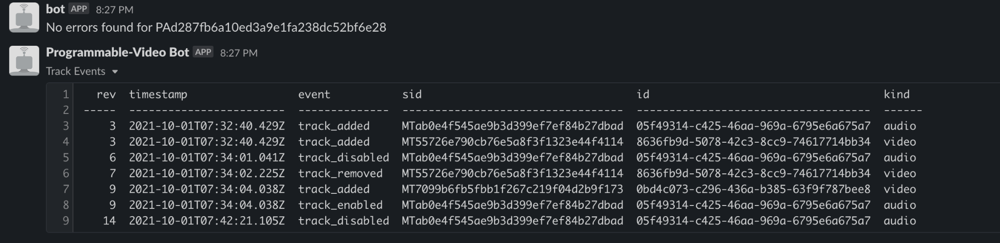 bot APP 8:27 PM
No errors found for PAd287fb6a10ed3a9e1fa238dc52bf6e28
Programmable-Video Bot APP 8:27 PM
Track Events
1 rev timestamp event sid id kind
2 ----- ------------------------ -------------- ---------------------------------- ------------------------------------ ------
3 3 2021-10-01T07:32:40.429Z track_added MTab0e4f545ae9b3d399ef7ef84b27dbad 05f49314-c425-46aa-969a-6795e6a675a7 audio
4 3 2021-10-01T07:32:40.429Z track_added MT55726e790cb76e5a8f3f1323e44f4114 8636fb9d-5078-42c3-8cc9-74617714bb34 video
5 6 2021-10-01T07:34:01.041Z track_disabled MTab0e4f545ae9b3d399ef7ef84b27dbad 05f49314-c425-46aa-969a-6795e6a675a7 audio
6 7 2021-10-01T07:34:02.225Z track_removed MT55726e790cb76e5a8f3f1323e44f4114 8636fb9d-5078-42c3-8cc9-74617714bb34 video
7 9 2021-10-01T07:34:04.038Z track_added MT7099b6fb5fbb1f267c219f04d2b9f173 0bd4c073-c296-436a-b385-63f9f787bee8 video
8 9 2021-10-01T07:34:04.038Z track_enabled MTab0e4f545ae9b3d399ef7ef84b27dbad 05f49314-c425-46aa-969a-6795e6a675a7 audio
9 14 2021-10-01T07:42:21.105Z track_disabled MTab0e4f545ae9b3d399ef7ef84b27dbad 05f49314-c425-46aa-969a-6795e6a675a7 audio